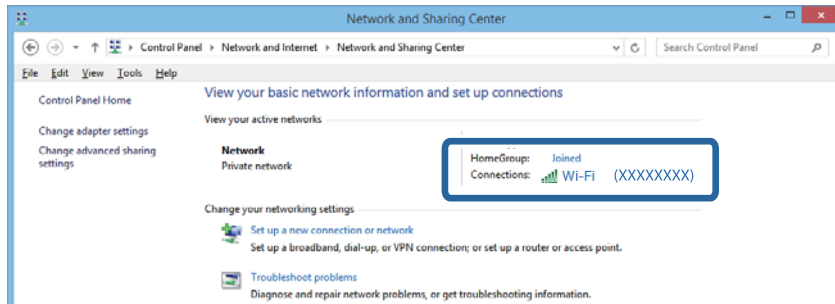 Network and Sharing Center
Control Panel Network and Internet Network and Sharing Center Search Control Panel
File Edit View Tools Help
Control Panel Home
Change adapter settings
Change advanced sharing
settings
View your basic network information and set up connections
View your active networks
Network
Private network
HomeGroup: Joined
Connections: Wi-Fi (XXXXXXXX)
Change your networking settings
Set up a new connection or network
Set up a broadband, dial-up, or VPN connection; or set up a router or access point.
Troubleshoot problems
Diagnose and repair network problems, or get troubleshooting information.